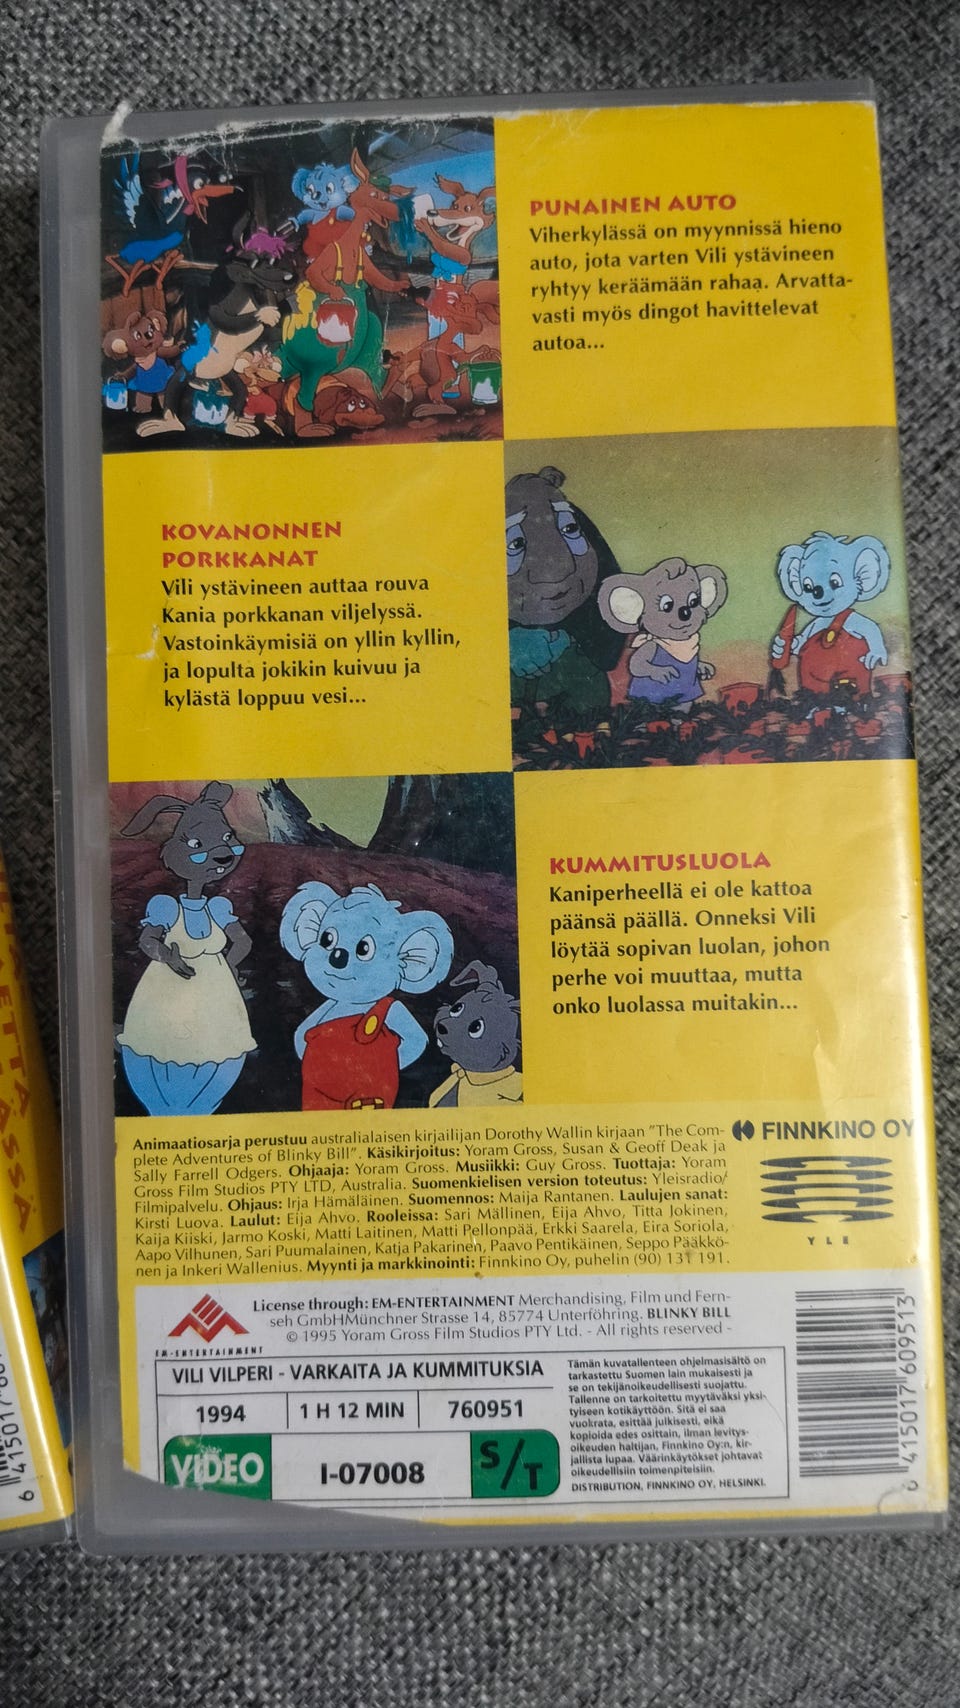 PUNAINEN AUTO
Viherkylässä on myynnissä hieno
auto, jota varten Vili ystävineen
ryhtyy keräämään rahaa. Arvatta-
vasti myös dingot havittelevat
autoa...
KOVANONNEN
PORKKANAT
Vili ystävineen auttaa rouva
Kania porkkanan viljelyssä.
Vastoinkäymisiä on yllin kyllin,
ja lopulta jokikin kuivuu ja
kylästä loppuu vesi...
KUMMITUSLUOLA
Kaniperheellä ei ole kattoa
päänsä päällä. Onneksi Vili
löytää sopivan luolan, johon
perhe voi muuttaa, mutta
onko luolassa muitakin...
Animaatiosarja perustuu australialaisen kirjailijan Dorothy Wallin kirjaan "The Com-
plete Adventures of Blinky Bill". Käsikirjoitus: Yoram Gross, Susan & Geoff Deak ja
Sally Farrell Odgers. Ohjaaja: Yoram Gross. Musiikki: Guy Gross. Tuottaja: Yoram
Gross Film Studios PTY LTD, Australia. Suomenkielisen version toteutus: Yleisradio/
Filmipalvelu. Ohjaus: Irja Hämäläinen. Suomennos: Maija Rantanen. Laulujen sanat:
Kirsti Luova. Laulut: Eija Ahvo. Rooleissa: Sari Mällinen, Eija Ahvo, Titta Jokinen,
Kaija Kiiski, Jarmo Koski, Matti Laitinen, Matti Pellonpää, Erkki Saarela, Eira Soriola,
Aapo Vilhunen, Sari Puumalainen, Katja Pakarinen, Paavo Pentikäinen, Seppo Pääkkö-
nen ja Inkeri Wallenius. Myynti ja markkinointi: Finnkino Oy, puhelin (90) 131 191.
FINNKINO OY
YLE
EM-ENTERTAINMENT
License through: EM-ENTERTAINMENT Merchandising, Film und Fern-
seh GmbHMünchner Strasse 14, 85774 Unterföhring. BLINKY BILL
© 1995 Yoram Gross Film Studios PTY Ltd. - All rights reserved -
VILI VILPERI - VARKAITA JA KUMMITUKSIA
1994 1 H 12 MIN 760951
VIDEO I-07008 S/T
Tämän kuvatallenteen ohjelmasisältö on
tarkastettu Suomen lain mukaisesti ja
se on tekijänoikeudellisesti suojattu.
Tallenne on tarkoitettu myytäväksi yksi-
tyiseen kotikäyttöön. Sitä ei saa
vuokrata, esittää julkisesti, eikä
kopioida edes osittain, ilman levitys-
oikeuden haltijan, Finnkino Oy:n, kir-
jallista lupaa. Väärinkäytökset johtavat
oikeudellisiin toimenpiteisiin.
DISTRIBUTION, FINNKINO OY, HELSINKI.
6 415017 609513
6 415017